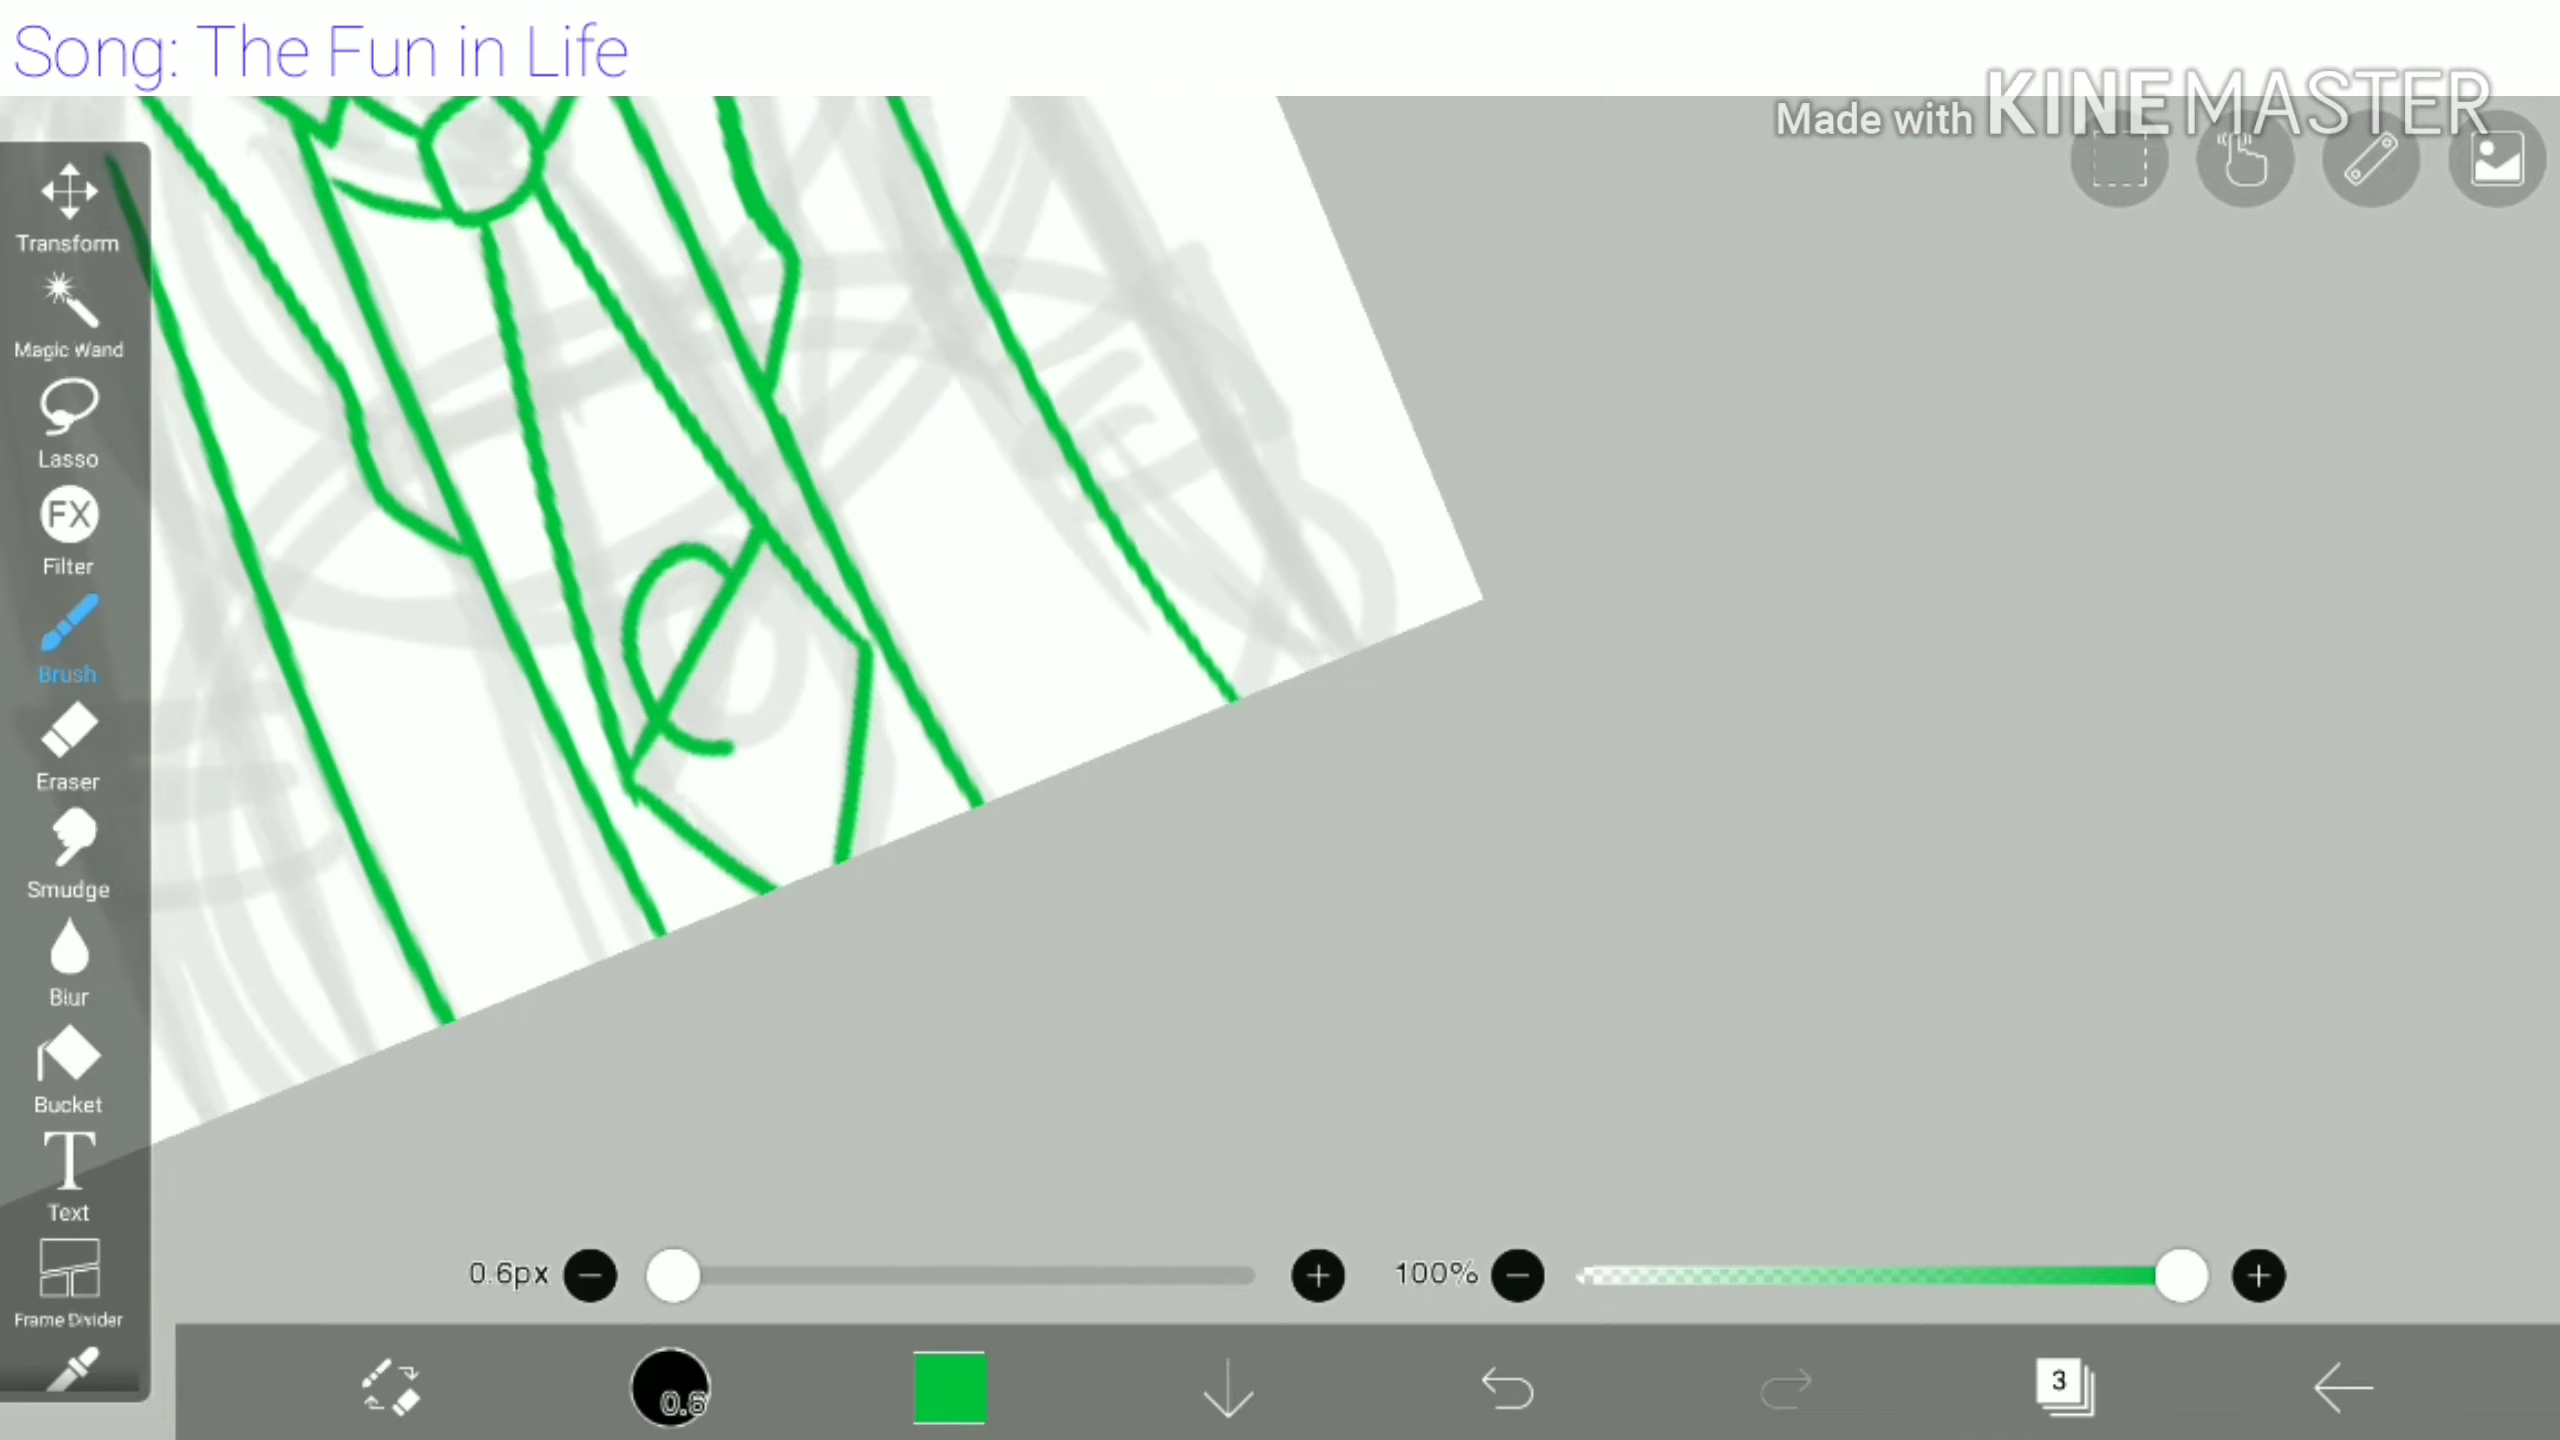 Song: The Fun in Life
Made with KINEMASTER
Transform
Magic Wand
Lasso
FX
Filter
Brush
Eraser
Smudge
Blur
Bucket
T
Text
Frame Divider
0.6px
100%
0.6
3